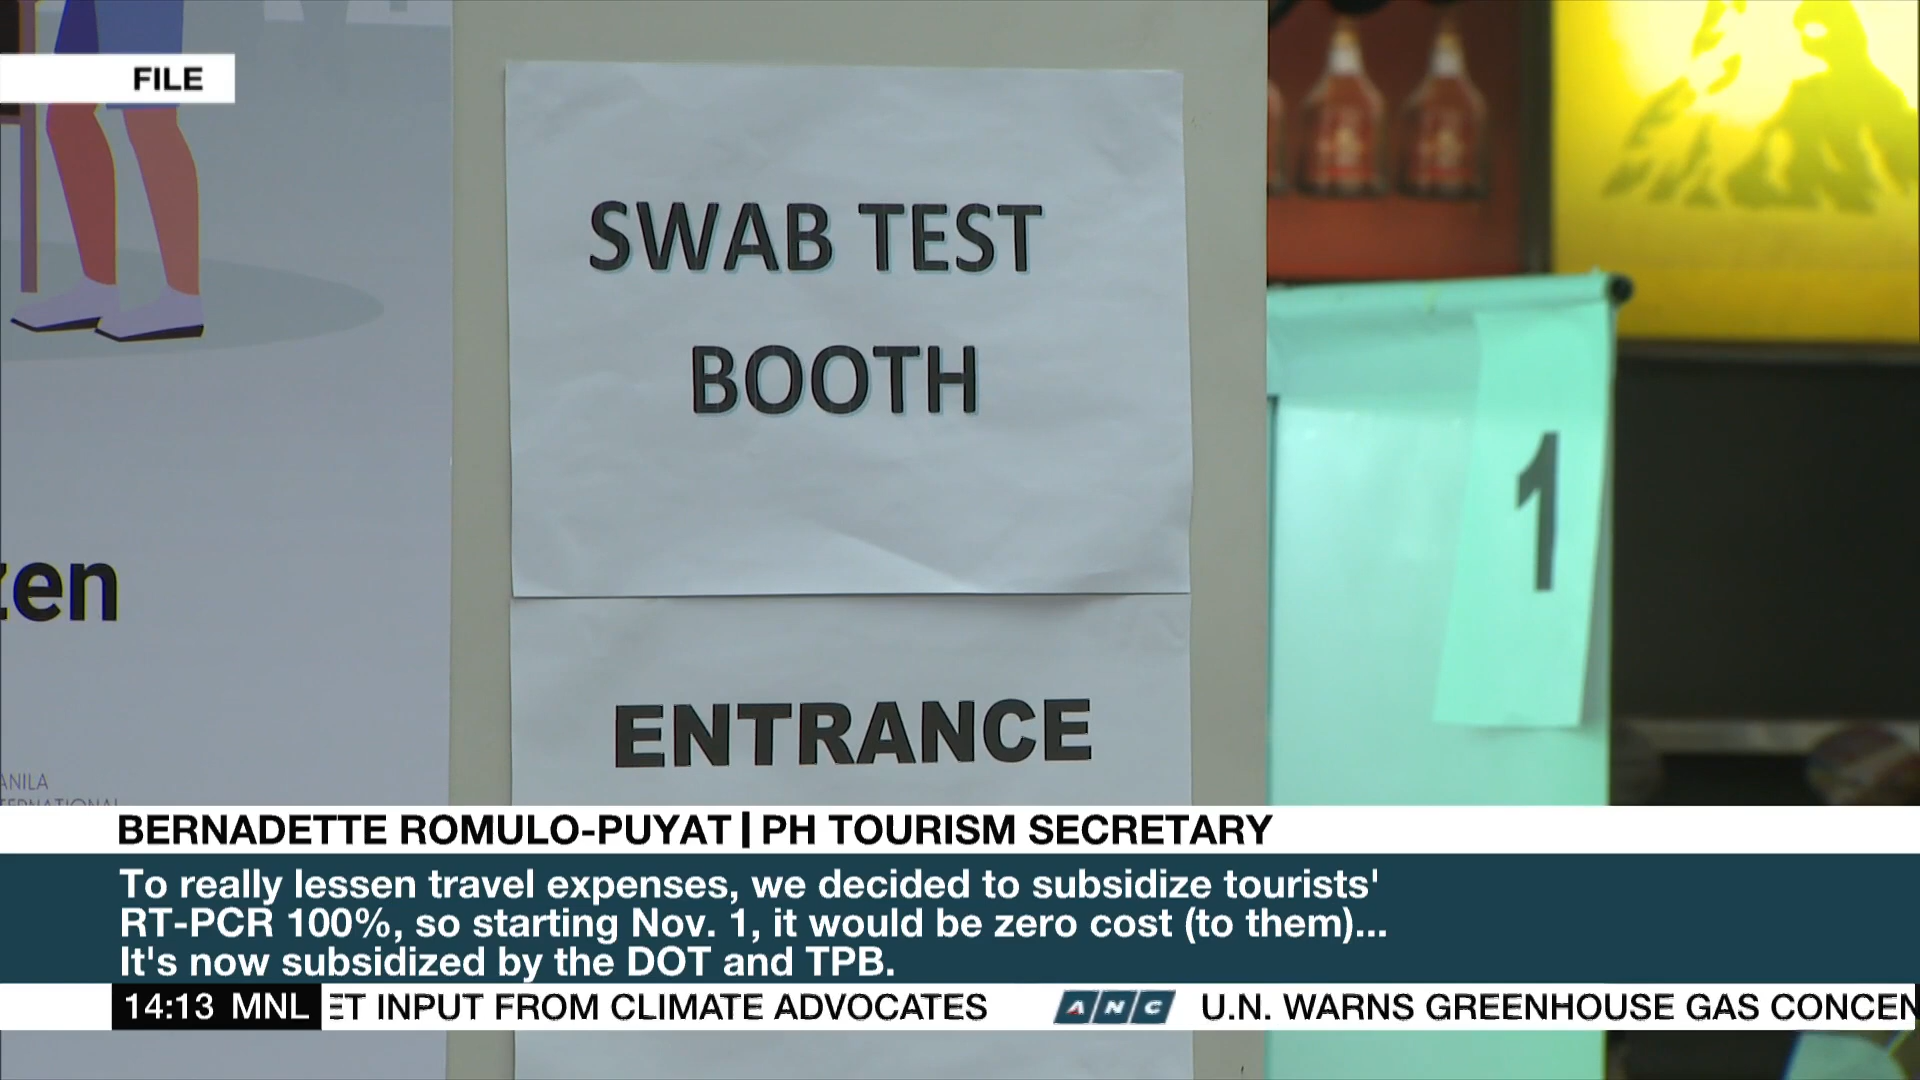 FILE
SWAB TEST
BOOTH
1
zen
ENTRANCE
ANILA
BERNADETTE ROMULO-PUYAT | PH TOURISM SECRETARY
To really lessen travel expenses, we decided to subsidize tourists'
RT-PCR 100%, so starting Nov. 1, it would be zero cost (to them)...
It's now subsidized by the DOT and TPB.
14:13 MNL ET INPUT FROM CLIMATE ADVOCATES ANC U.N. WARNS GREENHOUSE GAS CONCEN